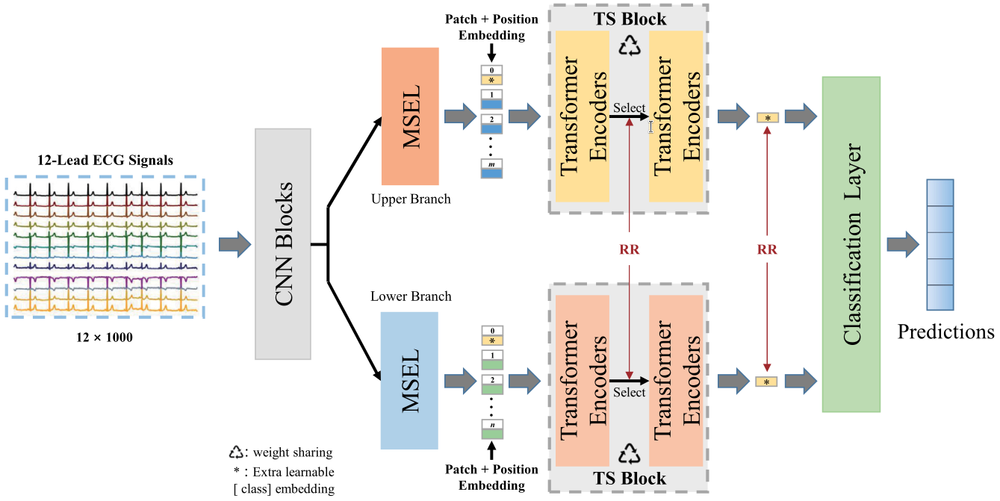 12-Lead ECG Signals
12 × 1000
CNN Blocks
MSEL
Upper Branch
Patch + Position
Embedding
0
*
1
2
m
TS Block
Transformer
Encoders
Select
Transformer
Encoders
*
RR
RR
Lower Branch
MSEL
0
*
1
2
n
Patch + Position
Embedding
Transformer
Encoders
Select
Transformer
Encoders
TS Block
*
Classification Layer
Predictions
: weight sharing
* : Extra learnable
[ class] embedding